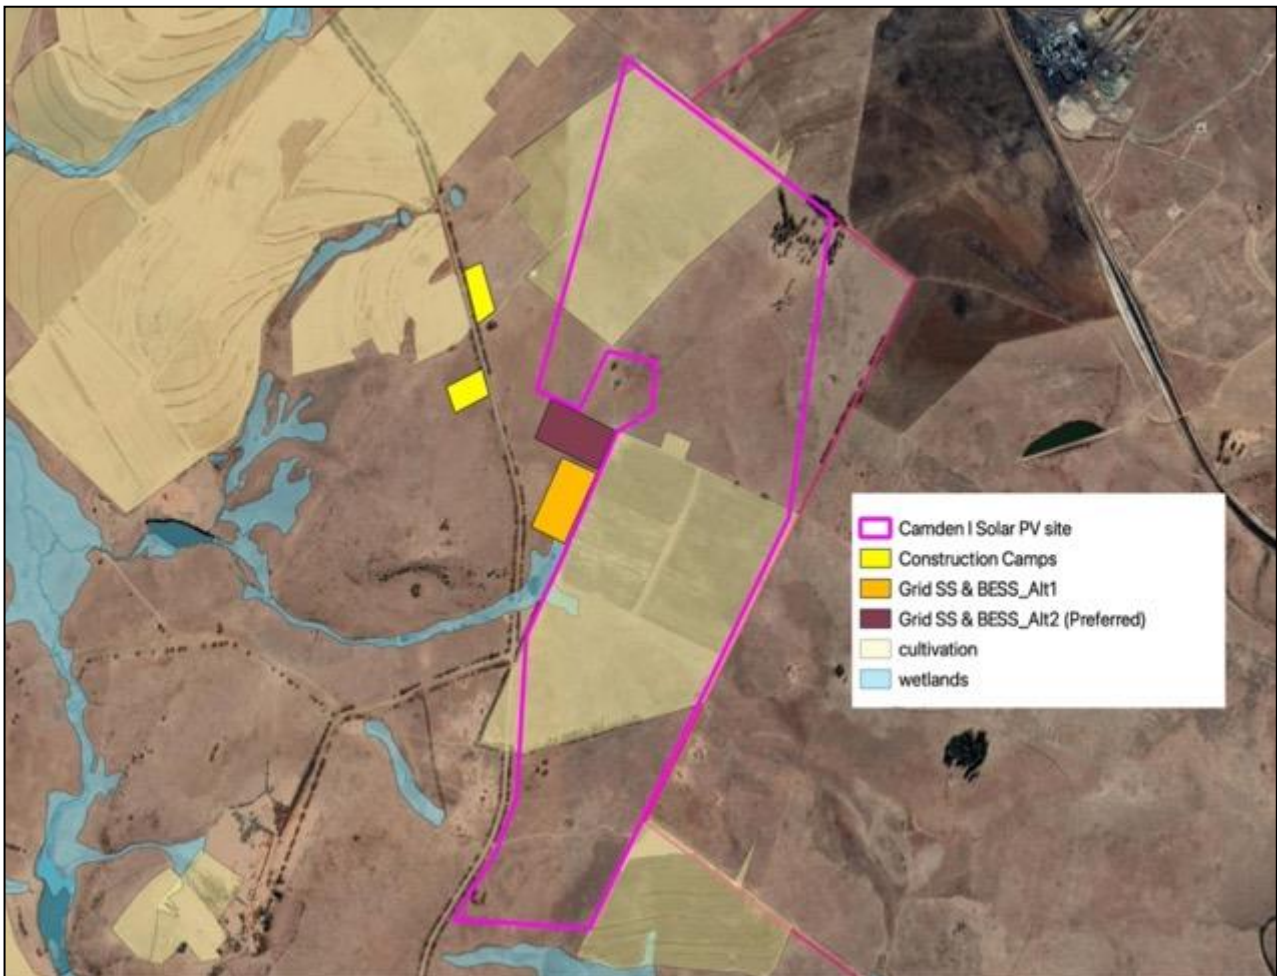 Camden I Solar PV site
Construction Camps
Grid SS & BESS_Alt1
Grid SS & BESS_Alt2 (Preferred)
cultivation
wetlands